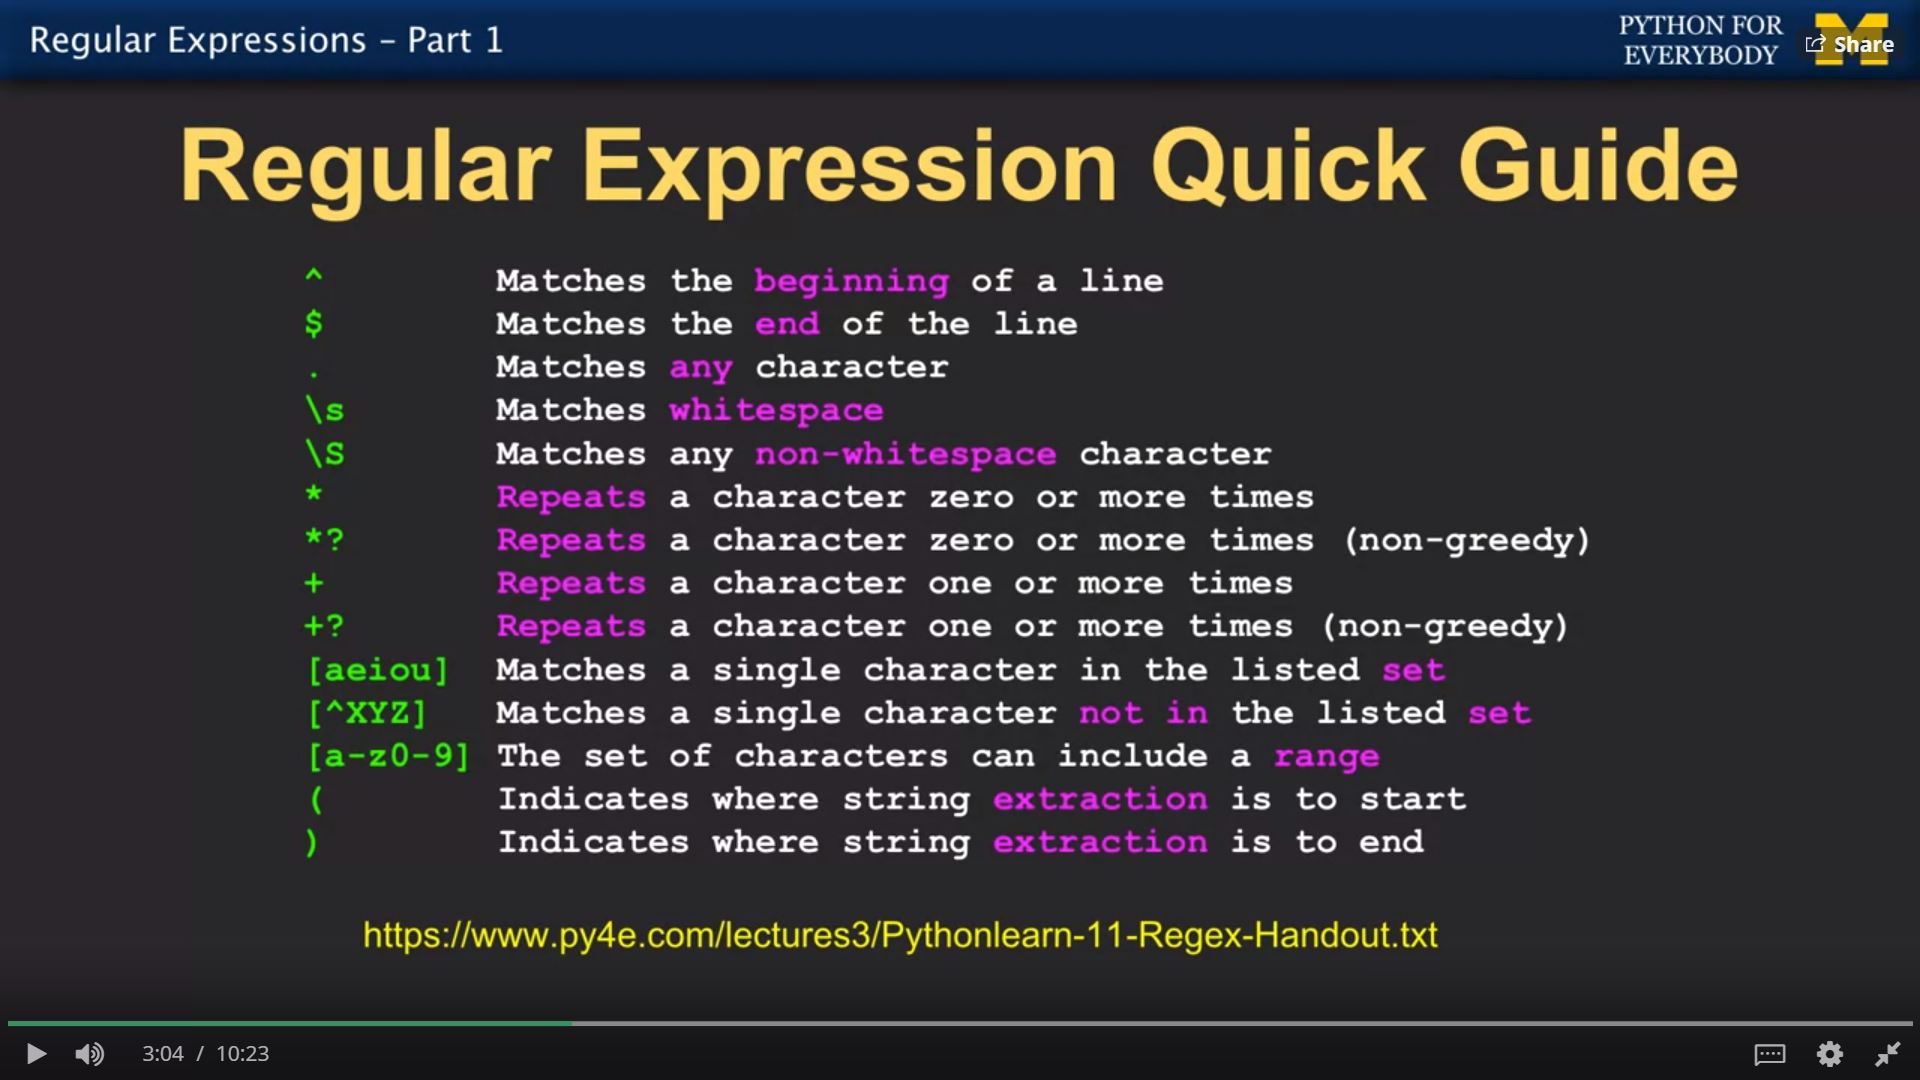 Regular Expressions – Part 1
PYTHON FOR
EVERYBODY
Share
Regular Expression Quick Guide
^ Matches the beginning of a line
$ Matches the end of the line
. Matches any character
\s Matches whitespace
\S Matches any non-whitespace character
* Repeats a character zero or more times
*? Repeats a character zero or more times (non-greedy)
+ Repeats a character one or more times
+? Repeats a character one or more times (non-greedy)
[aeiou] Matches a single character in the listed set
[^XYZ] Matches a single character not in the listed set
[a-z0-9] The set of characters can include a range
( Indicates where string extraction is to start
) Indicates where string extraction is to end
https://www.py4e.com/lectures3/Pythonlearn-11-Regex-Handout.txt
3:04 / 10:23